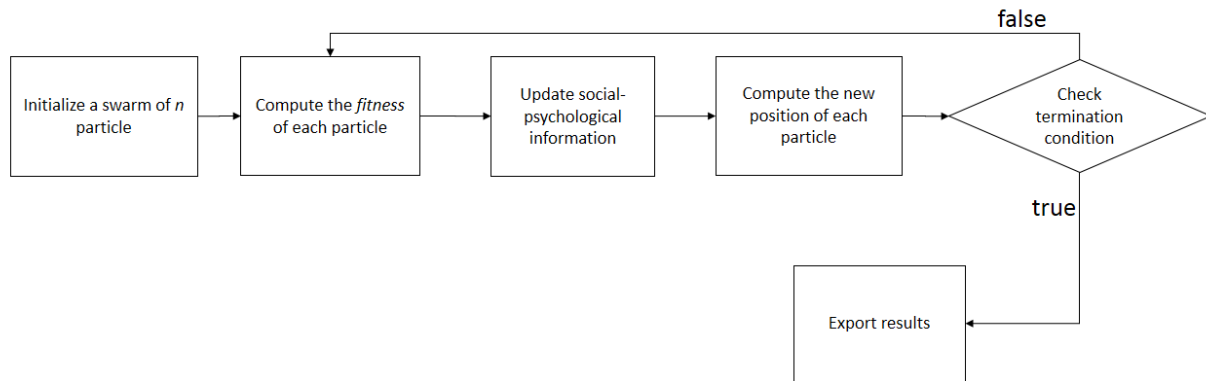 false
Initialize a swarm of n
particle
Compute the fitness
of each particle
Update social-
psychological
information
Compute the new
position of each
particle
Check
termination
condition
true
Export results